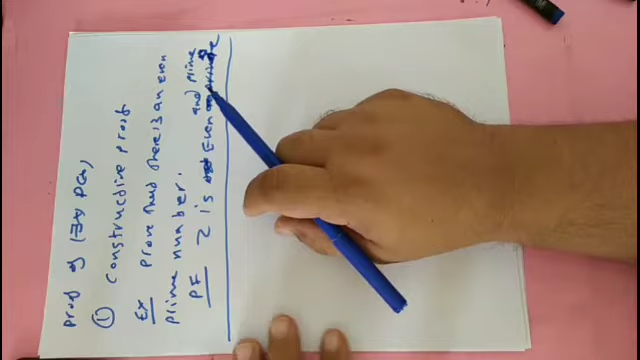 Proof of (∃x P(x))
① constructive proof
Ex prove that there is an even
prime number.
PF 2 is Even and Prime